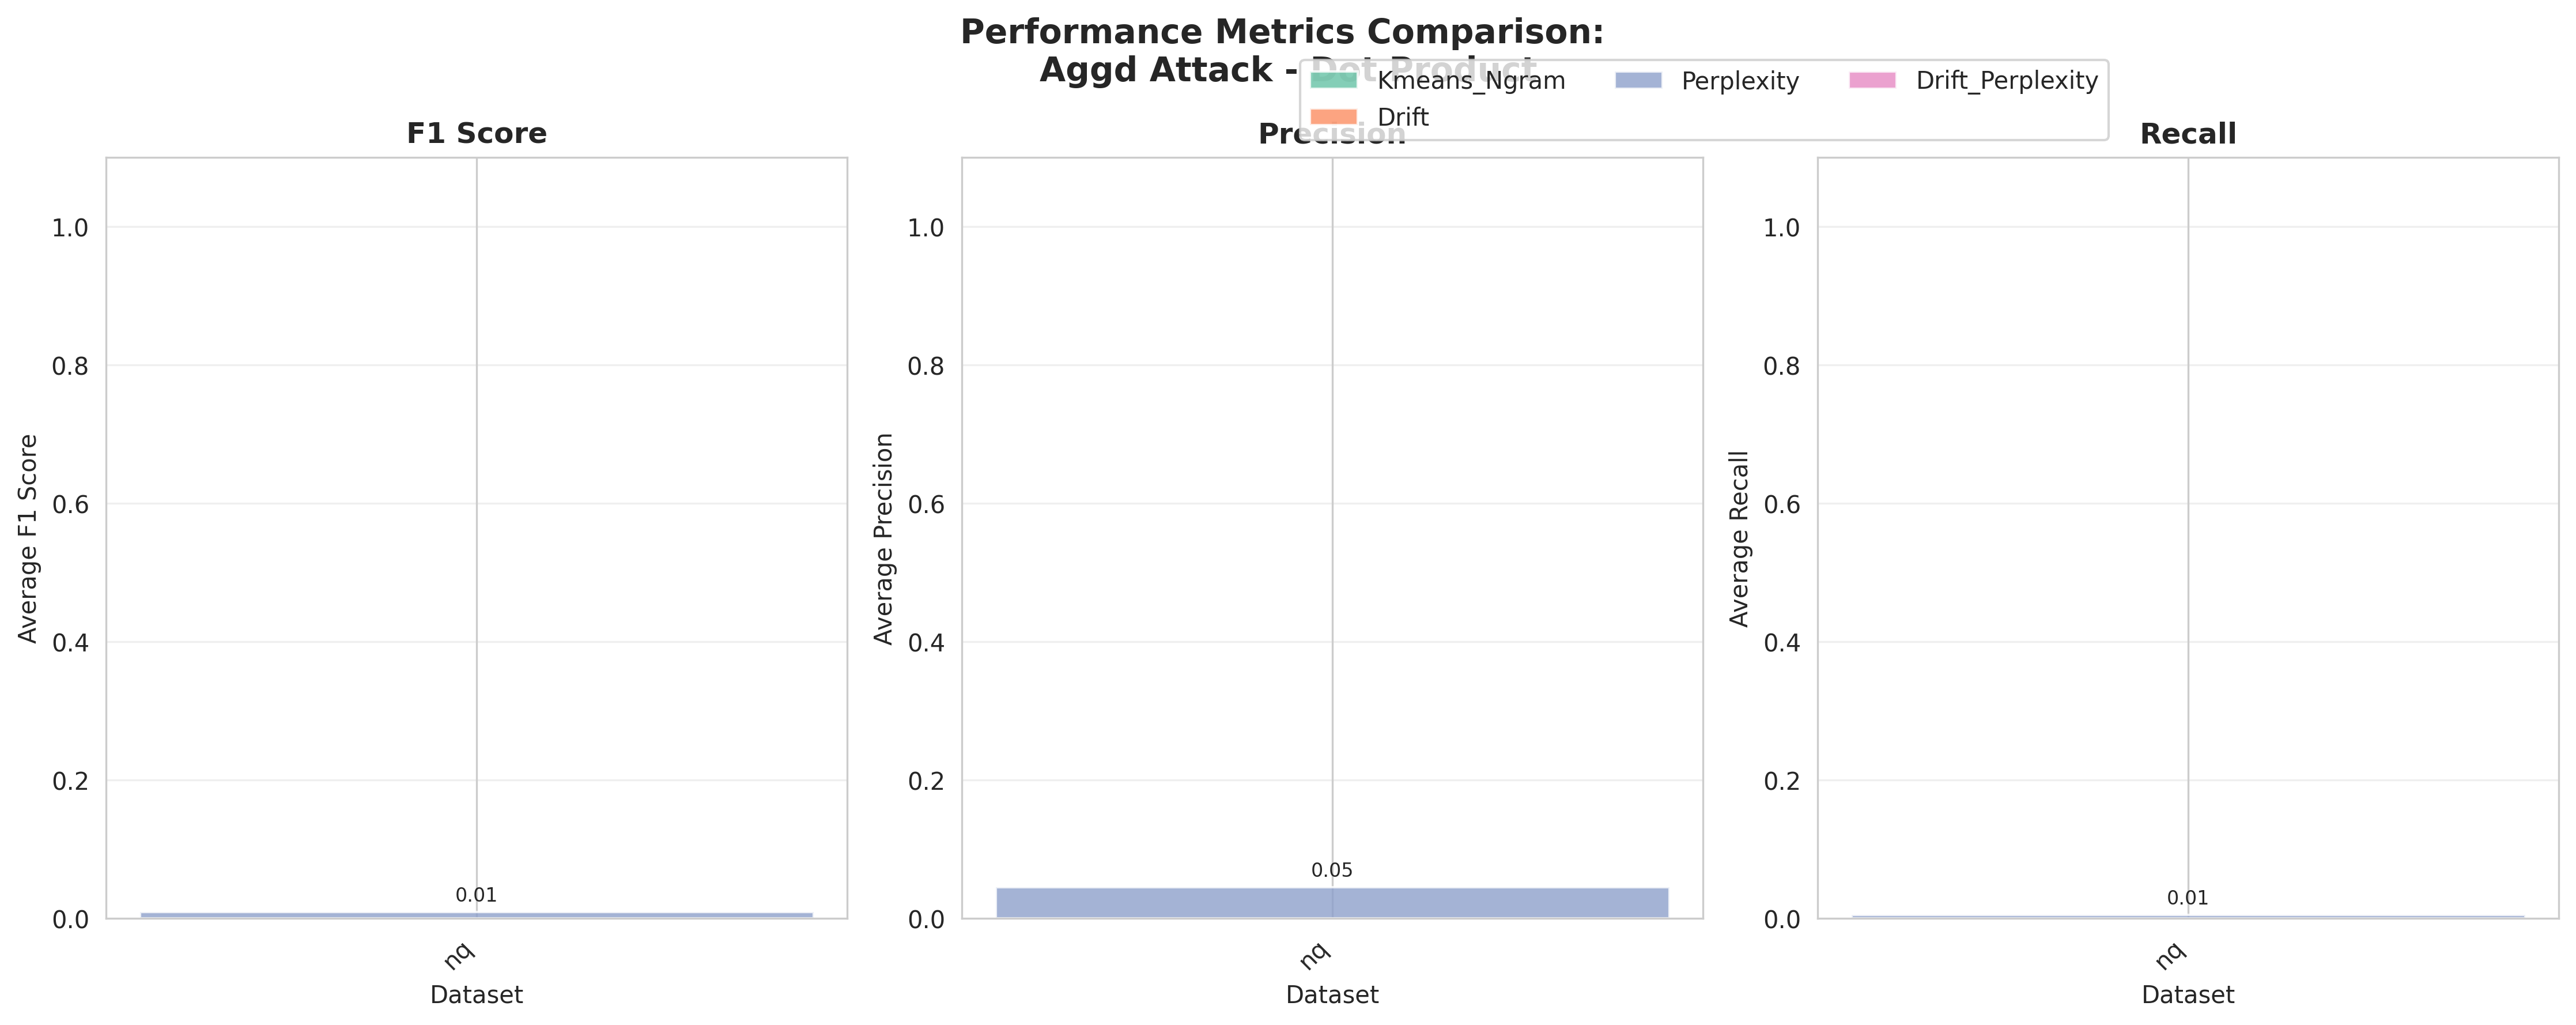 Performance Metrics Comparison:
Aggd Attack - Dot Product
Kmeans_Ngram
Drift
Perplexity
Drift_Perplexity
F1 Score
Average F1 Score
1.0
0.8
0.6
0.4
0.2
0.0
0.01
nq
Dataset
Precision
Average Precision
1.0
0.8
0.6
0.4
0.2
0.0
0.05
nq
Dataset
Recall
Average Recall
1.0
0.8
0.6
0.4
0.2
0.0
0.01
nq
Dataset